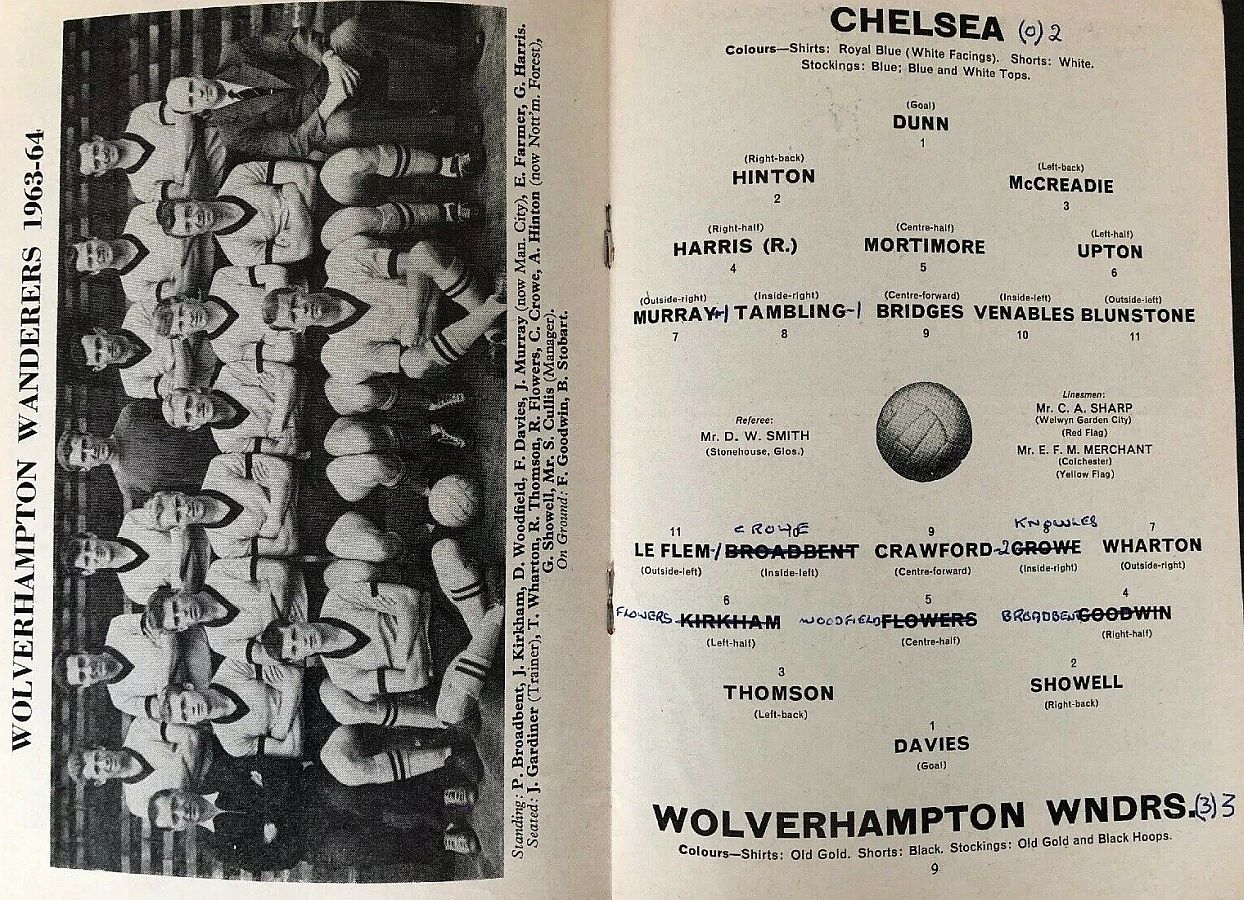 WOLVERHAMPTON WANDERERS 1963-64
Standing: P. Broadbent, J. Kirkham, D. Woodfield, F. Davies, J. Murray (now Man. City), E. Farmer, G. Harris.
Seated: J. Gardiner (Trainer), T. Wharton, R. Thomson, R. Flowers, C. Crowe, A. Hinton (now Nott'm. Forest),
G. Showell, Mr. S. Cullis (Manager).
On Ground: F. Goodwin, B. Stobart.
CHELSEA (0) 2
Colours—Shirts: Royal Blue (White Facings). Shorts: White.
Stockings: Blue; Blue and White Tops.
(Goal)
DUNN
1
(Right-back) (Left-back)
HINTON McCREADIE
2 3
(Right-half) (Centre-half) (Left-half)
HARRIS (R.) MORTIMORE UPTON
4 5 6
(Outside-right) (Inside-right) (Centre-forward) (Inside-left) (Outside-left)
MURRAY-1 TAMBLING-1 BRIDGES VENABLES BLUNSTONE
7 8 9 10 11
Referee:
Mr. D. W. SMITH
(Stonehouse, Glos.)
Linesmen:
Mr. C. A. SHARP
(Welwyn Garden City)
(Red Flag)
Mr. E. F. M. MERCHANT
(Colchester)
(Yellow Flag)
CROWE KNOWLES
11 10 9 7
LE FLEM-1 BROADBENT CRAWFORD-2 CROWE WHARTON
(Outside-left) (Inside-left) (Centre-forward) (Inside-right) (Outside-right)
6 5 4
FLOWERS KIRKHAM WOODFIELD FLOWERS BROADBENT GOODWIN
(Left-half) (Centre-half) (Right-half)
3 2
THOMSON SHOWELL
(Left-back) (Right-back)
1
DAVIES
(Goal)
WOLVERHAMPTON WNDRS. (3) 3
Colours—Shirts: Old Gold. Shorts: Black. Stockings: Old Gold and Black Hoops.
9